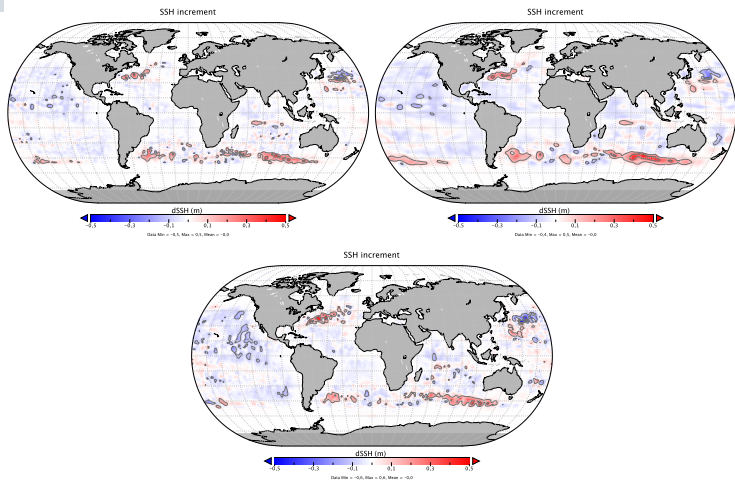 SSH increment
SSH increment
−0.5 −0.3 −0.1 0.1 0.3 0.5
dSSH (m)
Data Min = −0.5, Max = 0.5, Mean = −0.0
−0.5 −0.3 −0.1 0.1 0.3 0.5
dSSH (m)
Data Min = −0.4, Max = 0.5, Mean = −0.0
SSH increment
−0.5 −0.3 −0.1 0.1 0.3 0.5
dSSH (m)
Data Min = −0.6, Max = 0.6, Mean = −0.0